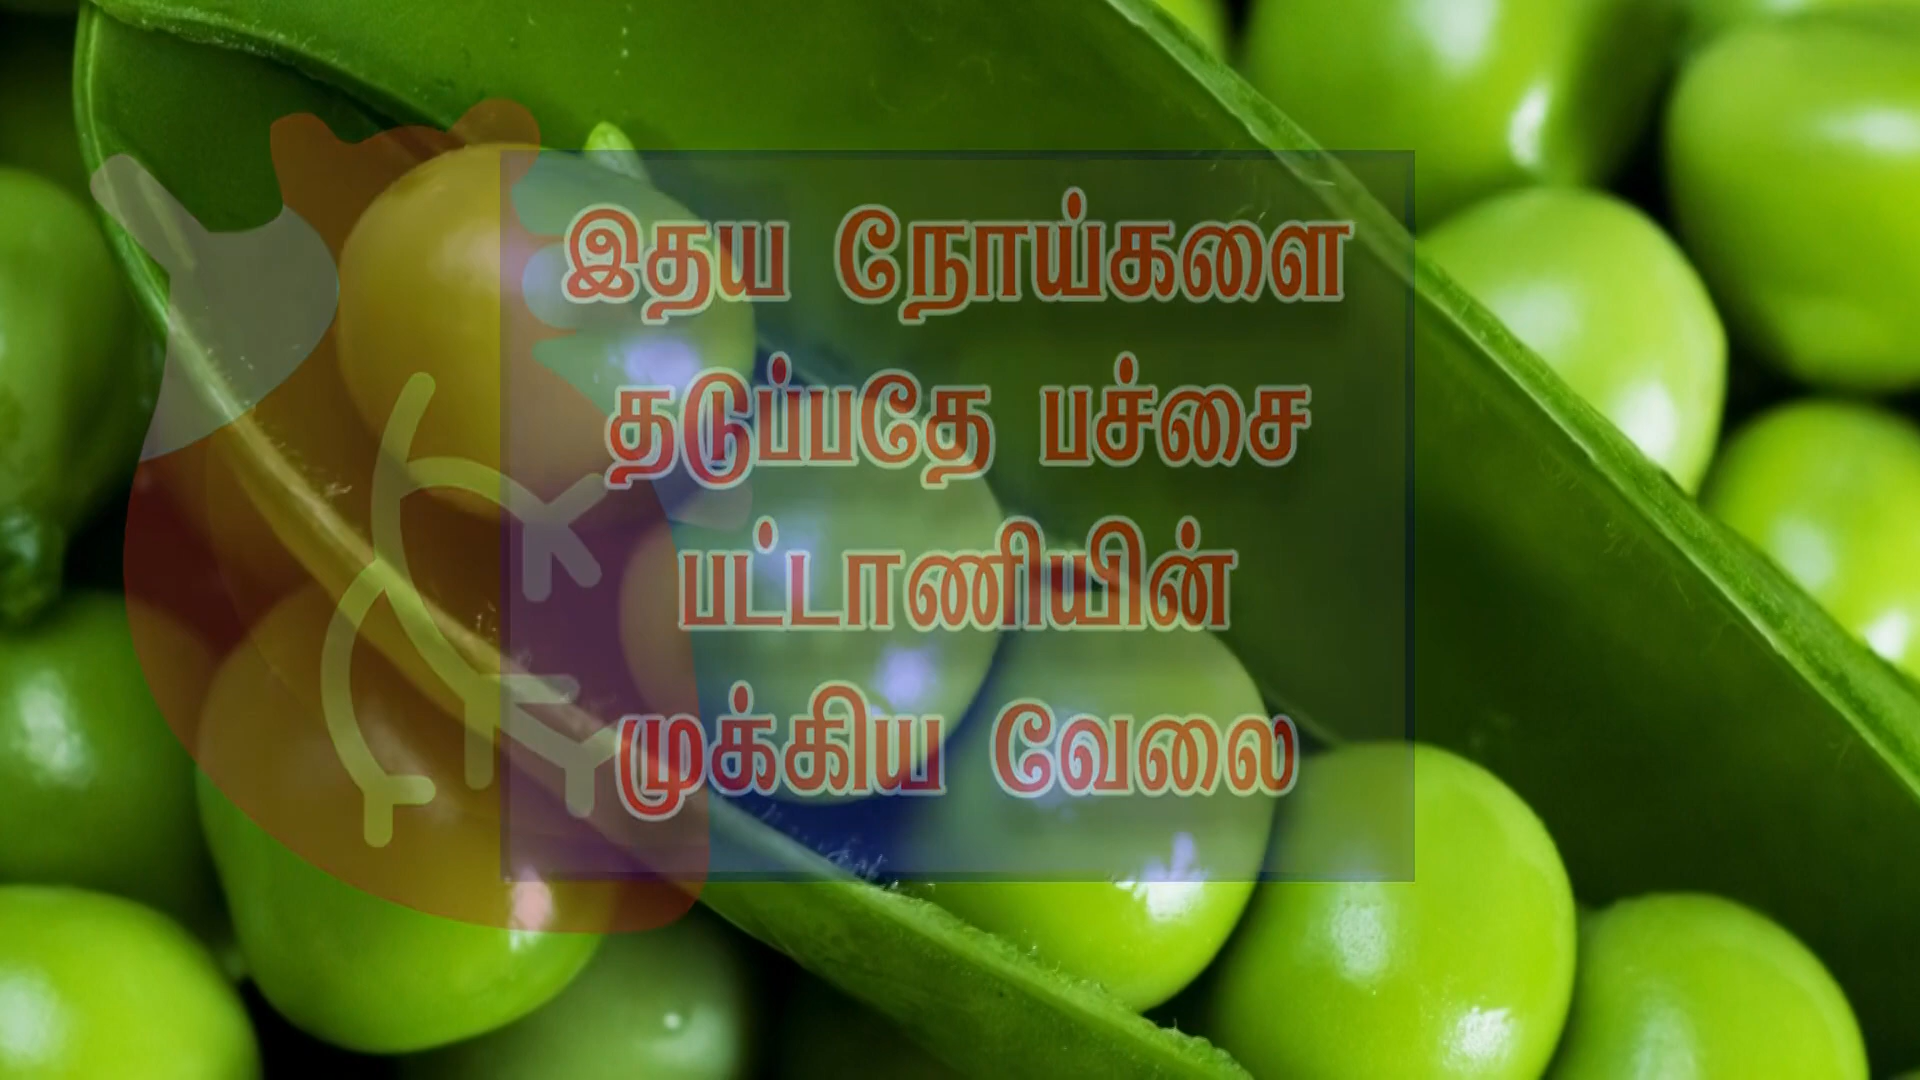 இதய நோய்களை
தடுப்பதே பச்சை
பட்டாணியின்
முக்கிய வேலை